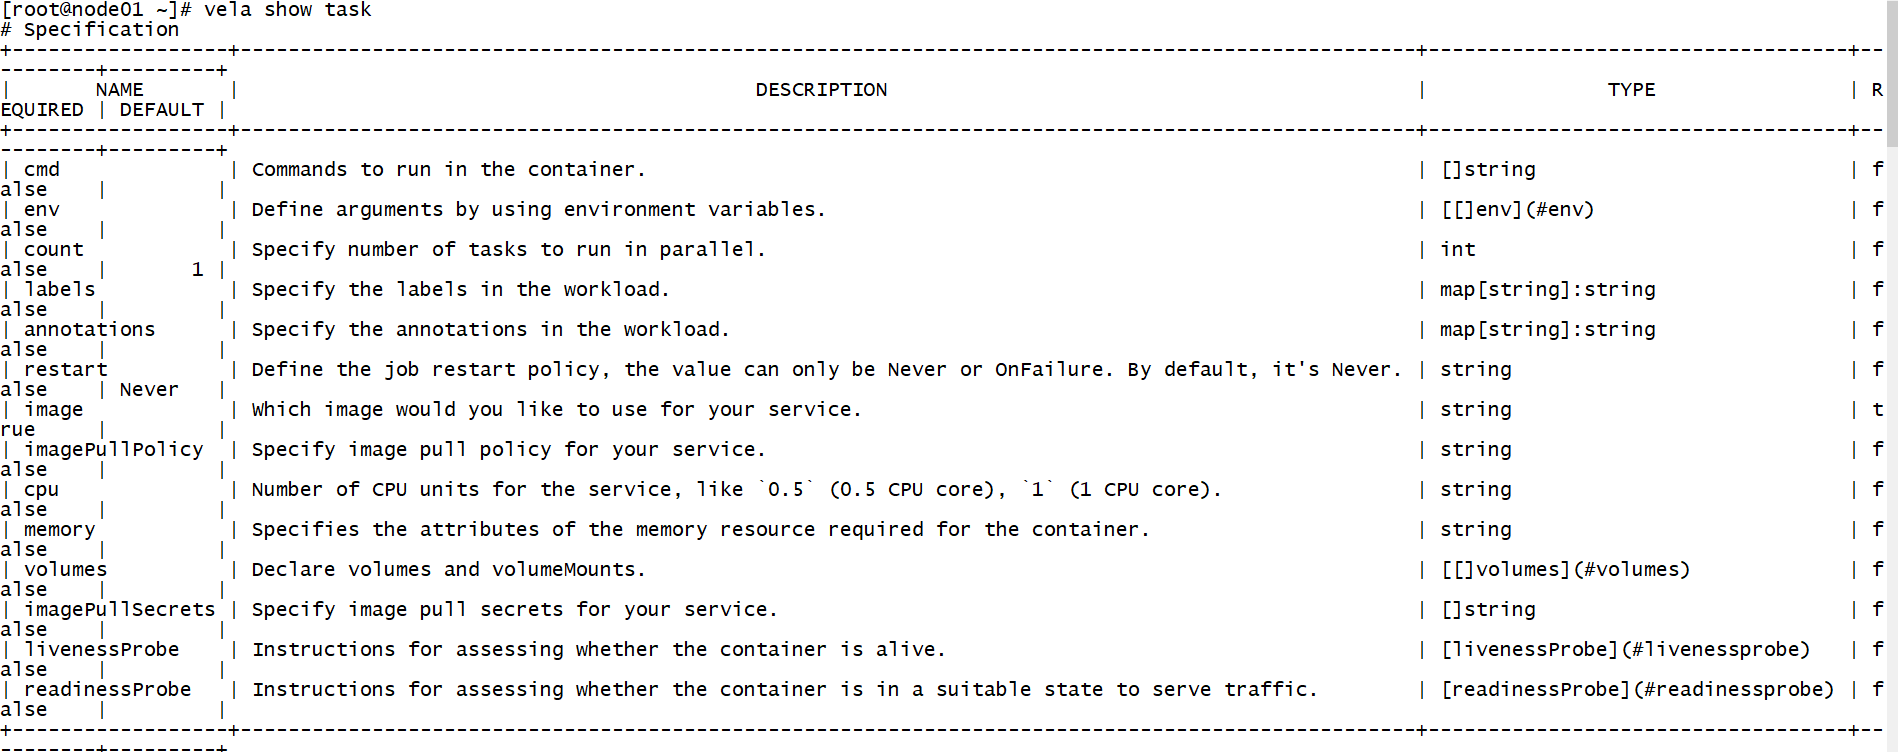 [root@node01 ~]# vela show task
# Specification
+------------------+--------------------------------------------------------------------------------------------------+-----------------------------------+--
--------+---------+
|       NAME       |                                           DESCRIPTION                                            |               TYPE                | R
EQUIRED | DEFAULT |
+------------------+--------------------------------------------------------------------------------------------------+-----------------------------------+--
--------+---------+
| cmd              | Commands to run in the container.                                                                | []string                          | f
alse    |         |
| env              | Define arguments by using environment variables.                                                 | [[]env](#env)                     | f
alse    |         |
| count            | Specify number of tasks to run in parallel.                                                      | int                               | f
alse    |       1 |
| labels           | Specify the labels in the workload.                                                              | map[string]:string                | f
alse    |         |
| annotations      | Specify the annotations in the workload.                                                         | map[string]:string                | f
alse    |         |
| restart          | Define the job restart policy, the value can only be Never or OnFailure. By default, it's Never. | string                            | f
alse    | Never   |
| image            | Which image would you like to use for your service.                                              | string                            | t
rue     |         |
| imagePullPolicy  | Specify image pull policy for your service.                                                      | string                            | f
alse    |         |
| cpu              | Number of CPU units for the service, like `0.5` (0.5 CPU core), `1` (1 CPU core).                | string                            | f
alse    |         |
| memory           | Specifies the attributes of the memory resource required for the container.                      | string                            | f
alse    |         |
| volumes          | Declare volumes and volumeMounts.                                                                | [[]volumes](#volumes)             | f
alse    |         |
| imagePullSecrets | Specify image pull secrets for your service.                                                     | []string                          | f
alse    |         |
| livenessProbe    | Instructions for assessing whether the container is alive.                                       | [livenessProbe](#livenessprobe)   | f
alse    |         |
| readinessProbe   | Instructions for assessing whether the container is in a suitable state to serve traffic.        | [readinessProbe](#readinessprobe) | f
alse    |         |
+------------------+--------------------------------------------------------------------------------------------------+-----------------------------------+--
--------+---------+